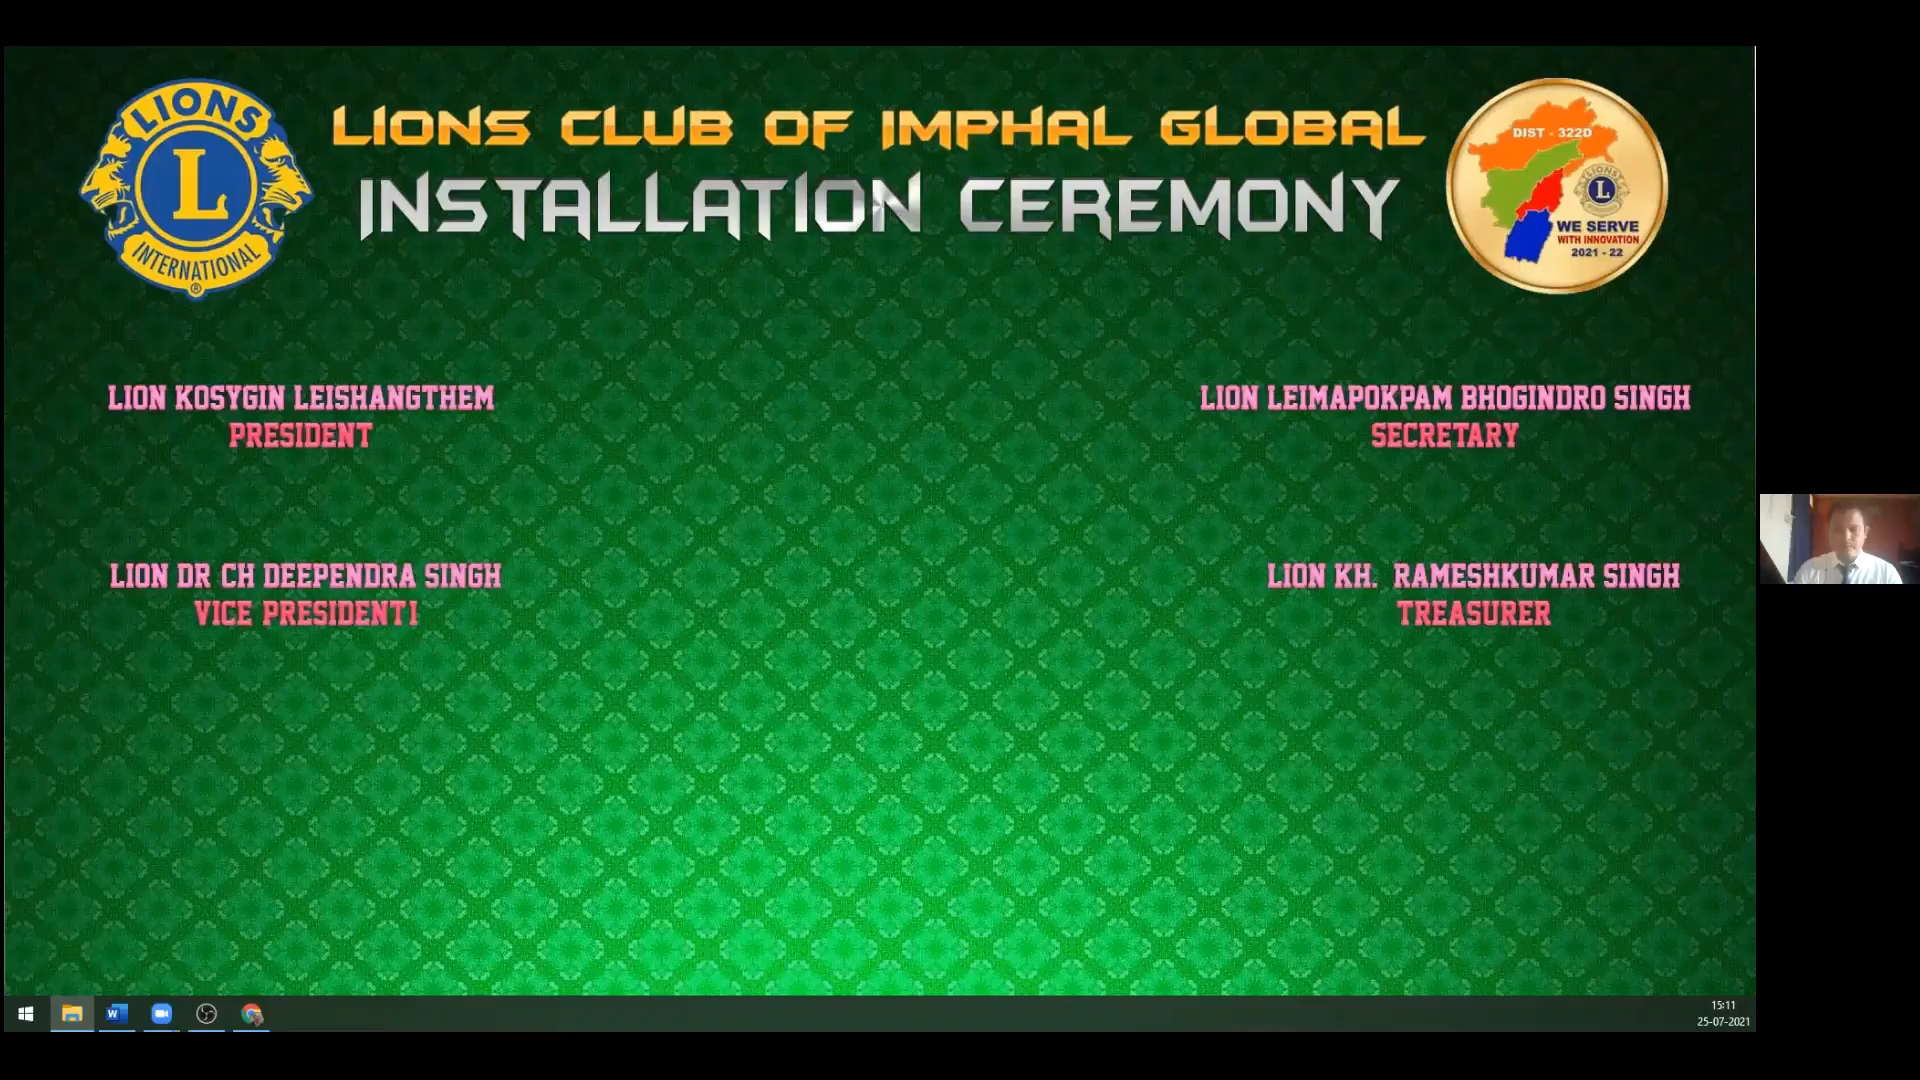 LIONS
L
INTERNATIONAL
®
LIONS CLUB OF IMPHAL GLOBAL
INSTALLATION CEREMONY
DIST - 322D
LIONS
L
WE SERVE
WITH INNOVATION
2021 - 22
LION KOSYGIN LEISHANGTHEM
PRESIDENT
LION LEIMAPOKPAM BHOGINDRO SINGH
SECRETARY
LION DR CH DEEPENDRA SINGH
VICE PRESIDENT I
LION KH. RAMESHKUMAR SINGH
TREASURER
W
15:11
25-07-2021